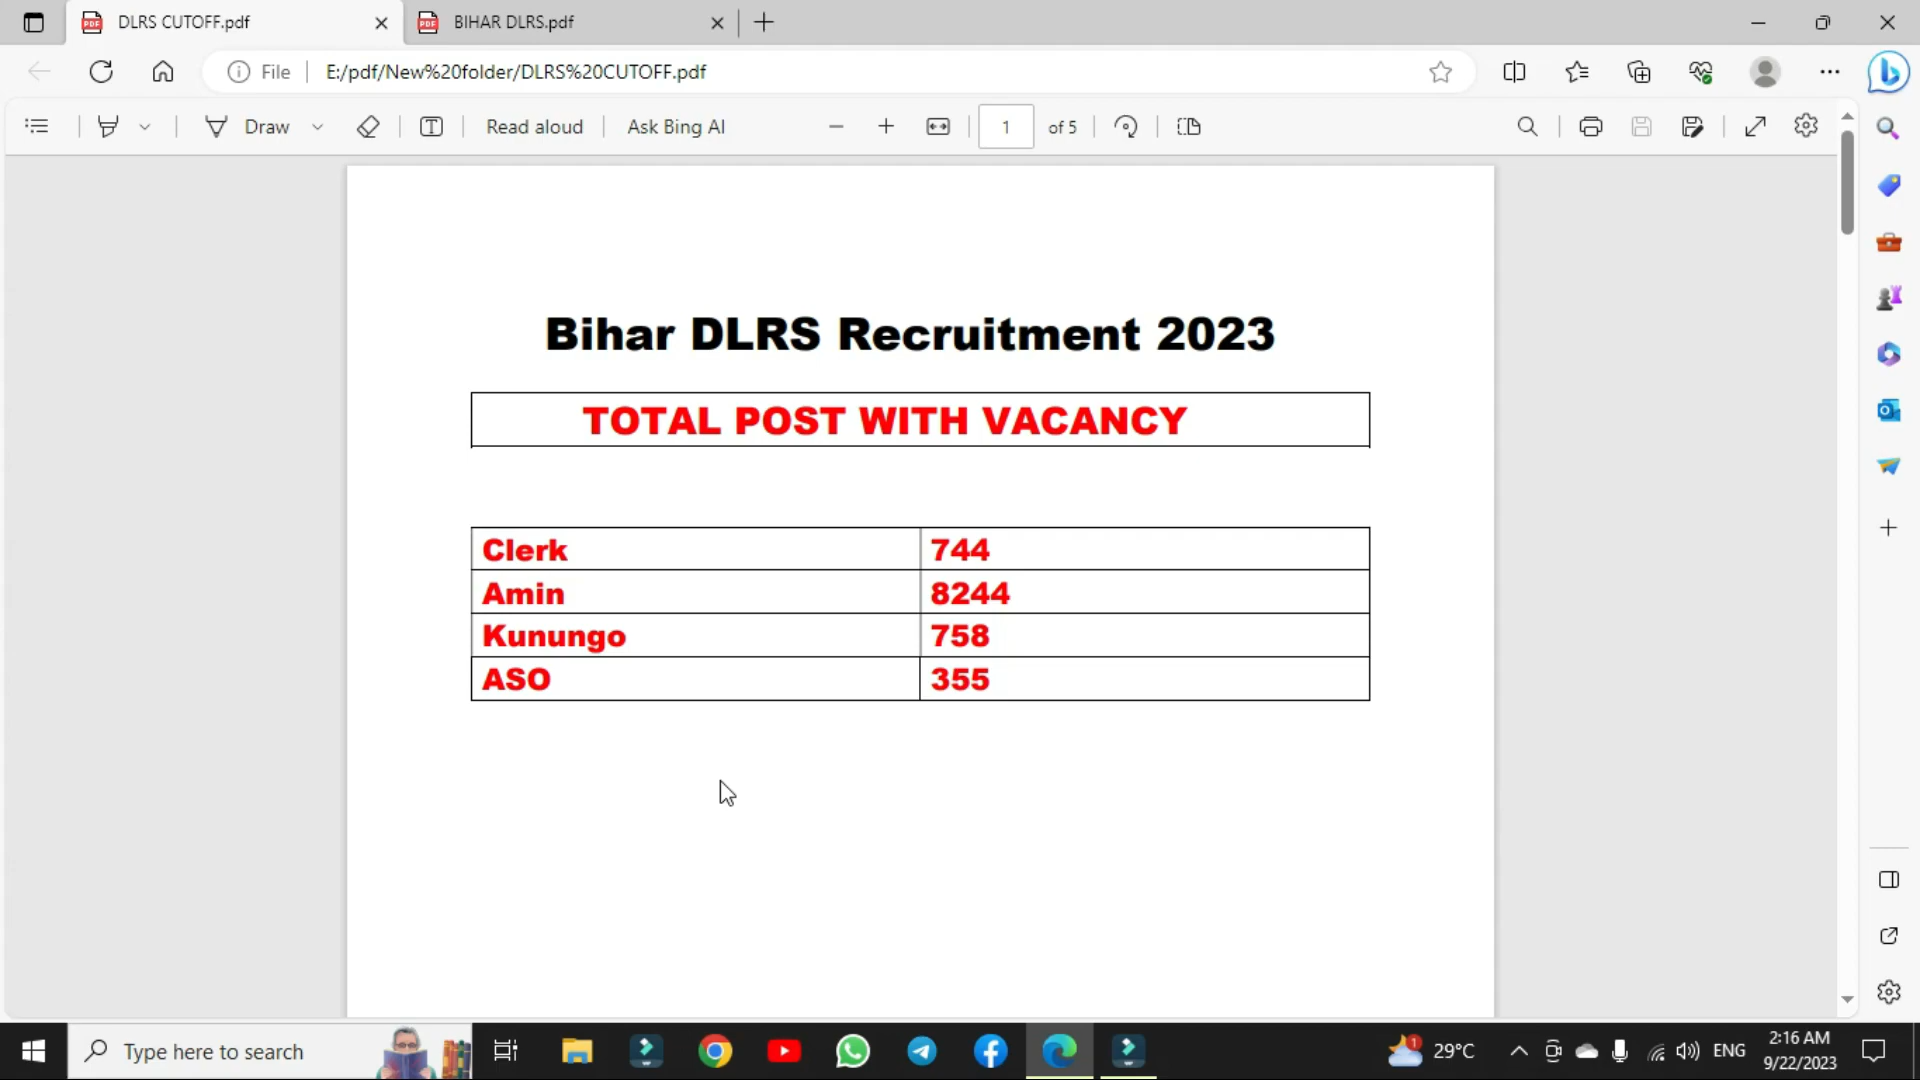 DLRS CUTOFF.pdf
BIHAR DLRS.pdf
File
E:/pdf/New%20folder/DLRS%20CUTOFF.pdf
Draw
Read aloud
Ask Bing AI
1
of 5
Bihar DLRS Recruitment 2023
TOTAL POST WITH VACANCY
Clerk 744
Amin 8244
Kunungo 758
ASO 355
Type here to search
1
29°C
ENG
2:16 AM
9/22/2023